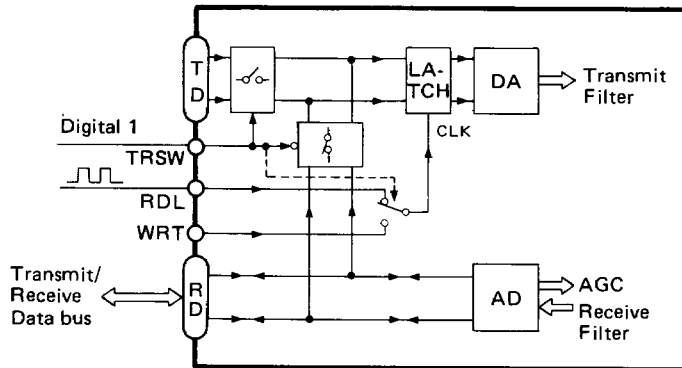 T
D
LA-
TCH
DA
Transmit
Filter
Digital 1
TRSW
CLK
RDL
WRT
Transmit/
Receive
Data bus
R
D
AD
AGC
Receive
Filter